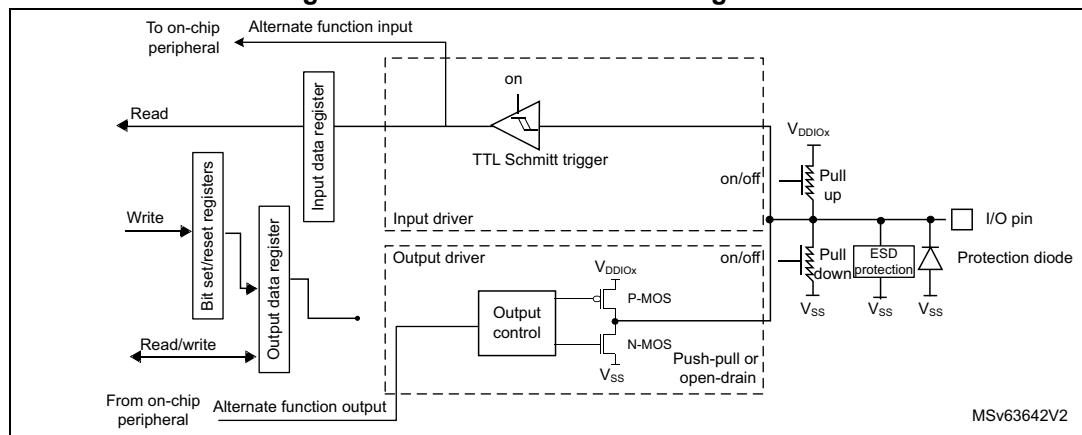 To on-chip
peripheral
Alternate function input
on
Read
Input data register
TTL Schmitt trigger
VDDIOx
on/off
Pull
up
Input driver
Bit set/reset registers
Write
Output data register
I/O pin
Output driver
on/off
Pull
down
ESD
protection
Protection diode
VDDIOx
P-MOS
Output
control
N-MOS
VSS
VSS
VSS
VSS
Read/write
Push-pull or
open-drain
From on-chip
peripheral
Alternate function output
MSv63642V2